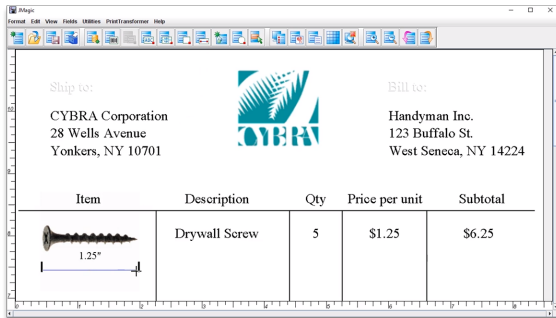 JMagic
Format Edit View Fields Utilities PrintTransformer Help
Ship to:
Bill to:
CYBRA Corporation
28 Wells Avenue
Yonkers, NY 10701
CYBRA
Handyman Inc.
123 Buffalo St.
West Seneca, NY 14224
Item Description Qty Price per unit Subtotal
Drywall Screw 5 $1.25 $6.25
1.25"